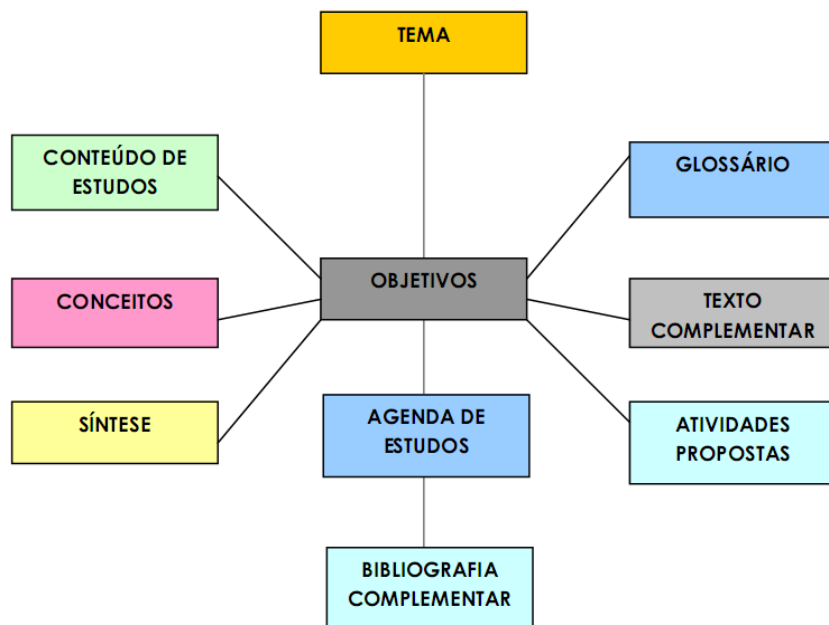 TEMA
CONTEÚDO DE
ESTUDOS
GLOSSÁRIO
OBJETIVOS
CONCEITOS
TEXTO
COMPLEMENTAR
SÍNTESE
AGENDA DE
ESTUDOS
ATIVIDADES
PROPOSTAS
BIBLIOGRAFIA
COMPLEMENTAR